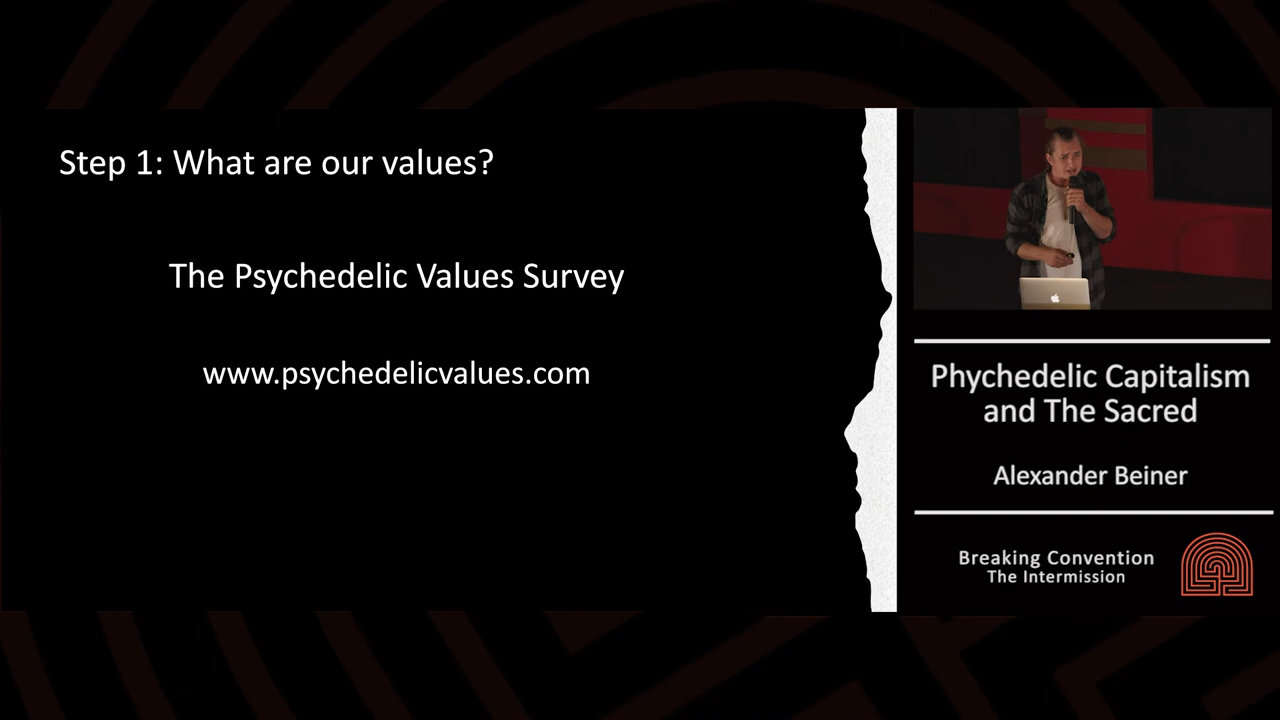 Step 1: What are our values?
The Psychedelic Values Survey
www.psychedelicvalues.com
Phychedelic Capitalism
and The Sacred
Alexander Beiner
Breaking Convention
The Intermission